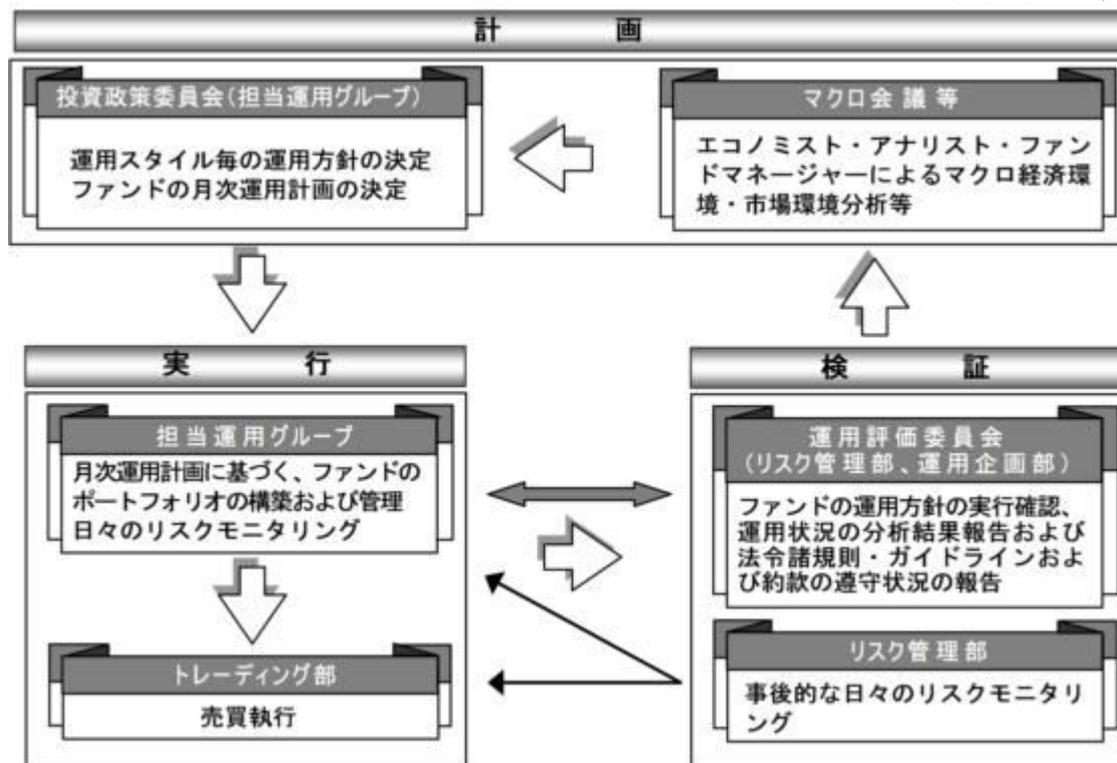 計 画
投資政策委員会(担当運用グループ)
運用スタイル毎の運用方針の決定
ファンドの月次運用計画の決定
マクロ会議等
エコノミスト・アナリスト・ファン
ドマネージャーによるマクロ経済環
境・市場環境分析等
実 行
担当運用グループ
月次運用計画に基づく、ファンドの
ポートフォリオの構築および管理
日々のリスクモニタリング
トレーディング部
売買執行
検 証
運用評価委員会
(リスク管理部、運用企画部)
ファンドの運用方針の実行確認、
運用状況の分析結果報告および
法令諸規則・ガイドラインおよ
び約款の遵守状況の報告
リスク管理部
事後的な日々のリスクモニタリ
ング